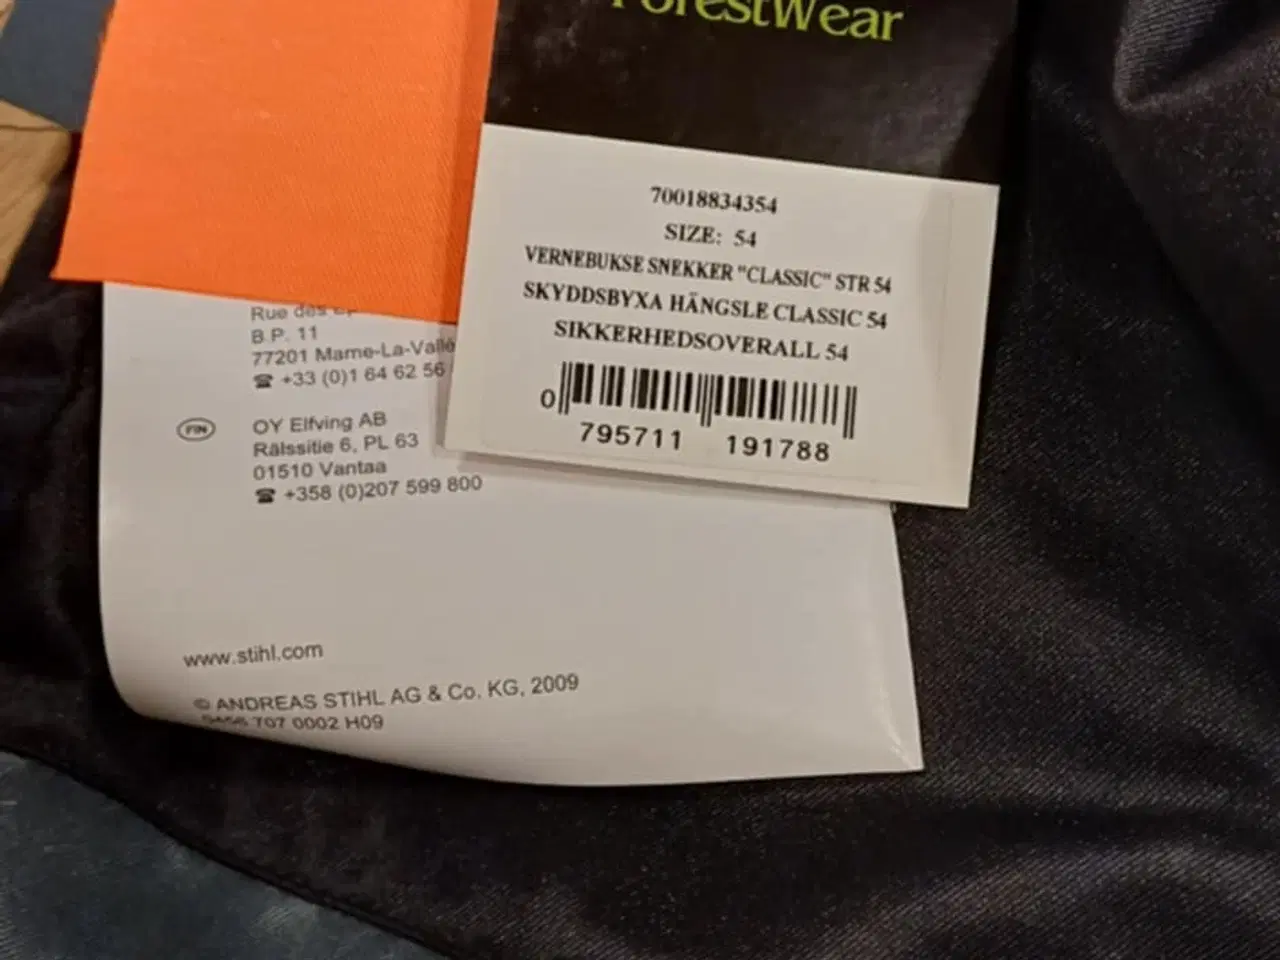 ForestWear
70018834354
SIZE: 54
VERNEBUKSE SNEKKER "CLASSIC" STR 54
SKYDDSBYXA HÄNGSLE CLASSIC 54
SIKKERHEDSOVERALL 54
0 795711 191788
Rue des
B.P. 11
77201 Marne-La-Vallé
☎ +33 (0)1 64 62 56
FIN
OY Elfving AB
Rälssitie 6, PL 63
01510 Vantaa
☎ +358 (0)207 599 800
www.stihl.com
© ANDREAS STIHL AG & Co. KG, 2009
0456 707 0002 H09